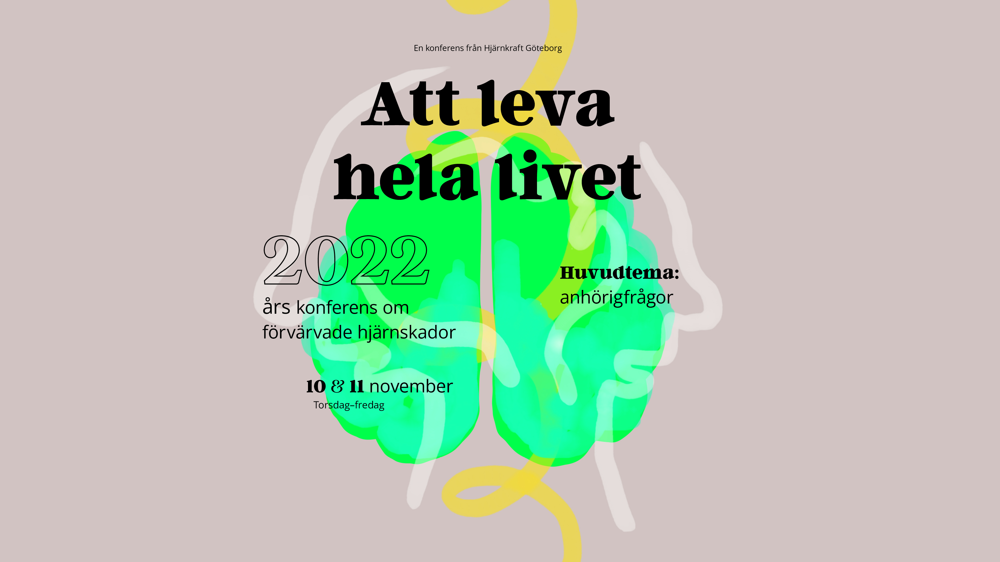 En konferens från Hjärnkraft Göteborg
Att leva
hela livet
2022
års konferens om
förvärvade hjärnskador
Huvudtema:
anhörigfrågor
10 & 11 november
Torsdag–fredag